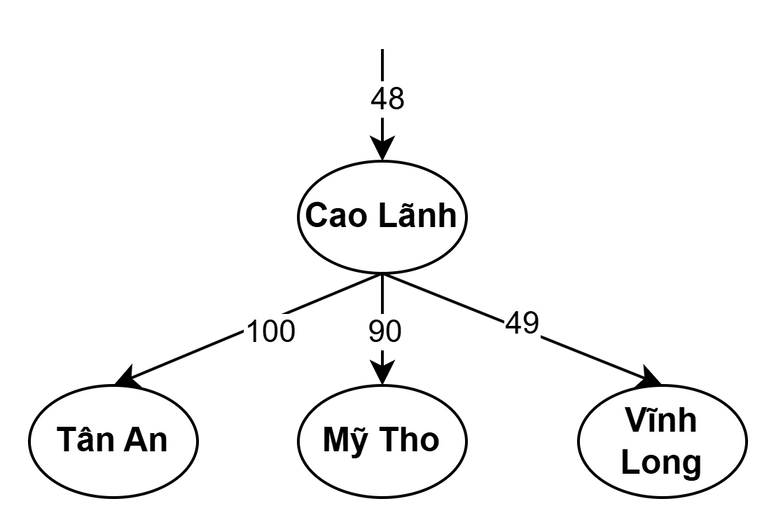 48
Cao Lãnh
100
90
49
Tân An
Mỹ Tho
Vĩnh
Long